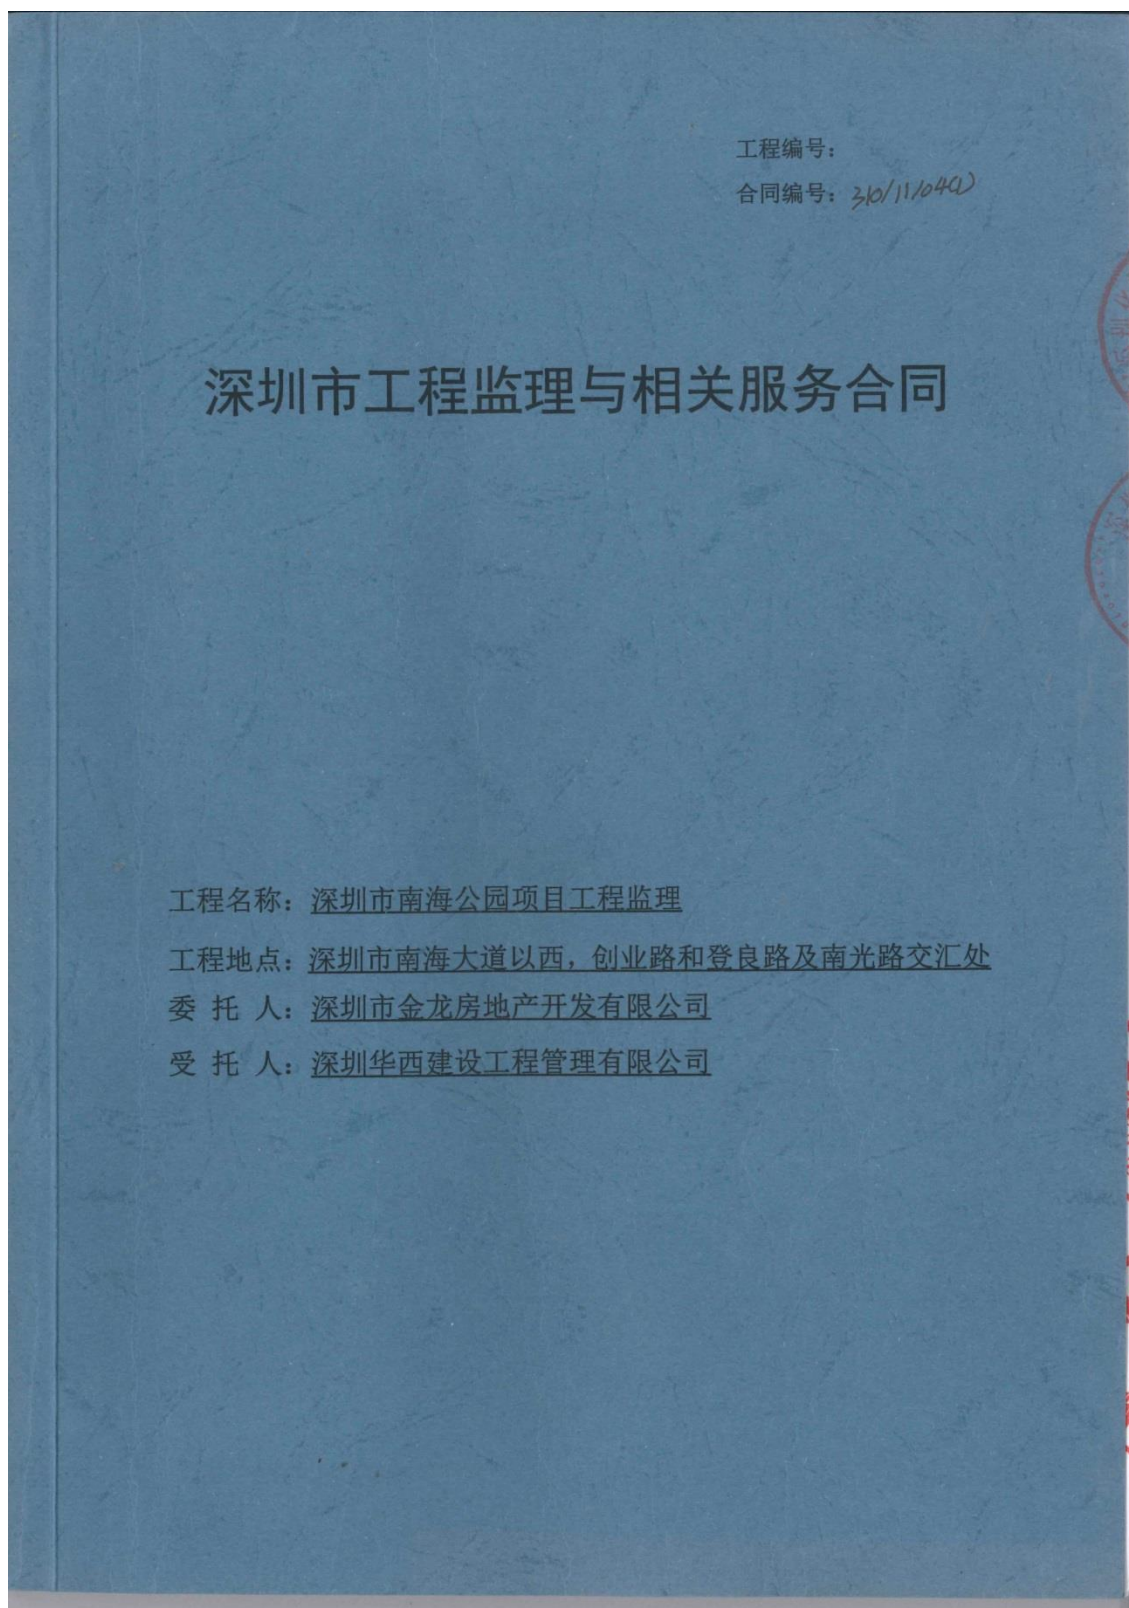 工程编号：
合同编号：310/11/04(1)
深圳市工程监理与相关服务合同
工程名称：深圳市南海公园项目工程监理
工程地点：深圳市南海大道以西，创业路和登良路及南光路交汇处
委 托 人：深圳市金龙房地产开发有限公司
受 托 人：深圳华西建设工程管理有限公司